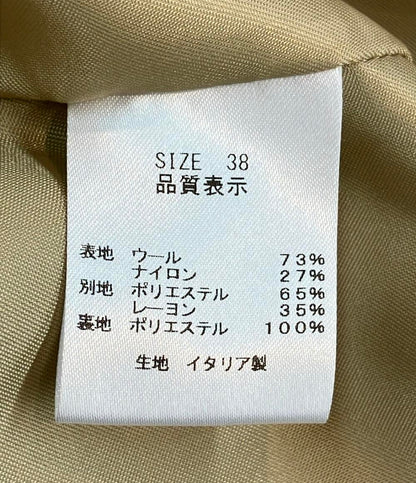 SIZE 38
品質表示
表地 ウール 73%
ナイロン 27%
別地 ポリエステル 65%
レーヨン 35%
裏地 ポリエステル 100%
生地 イタリア製